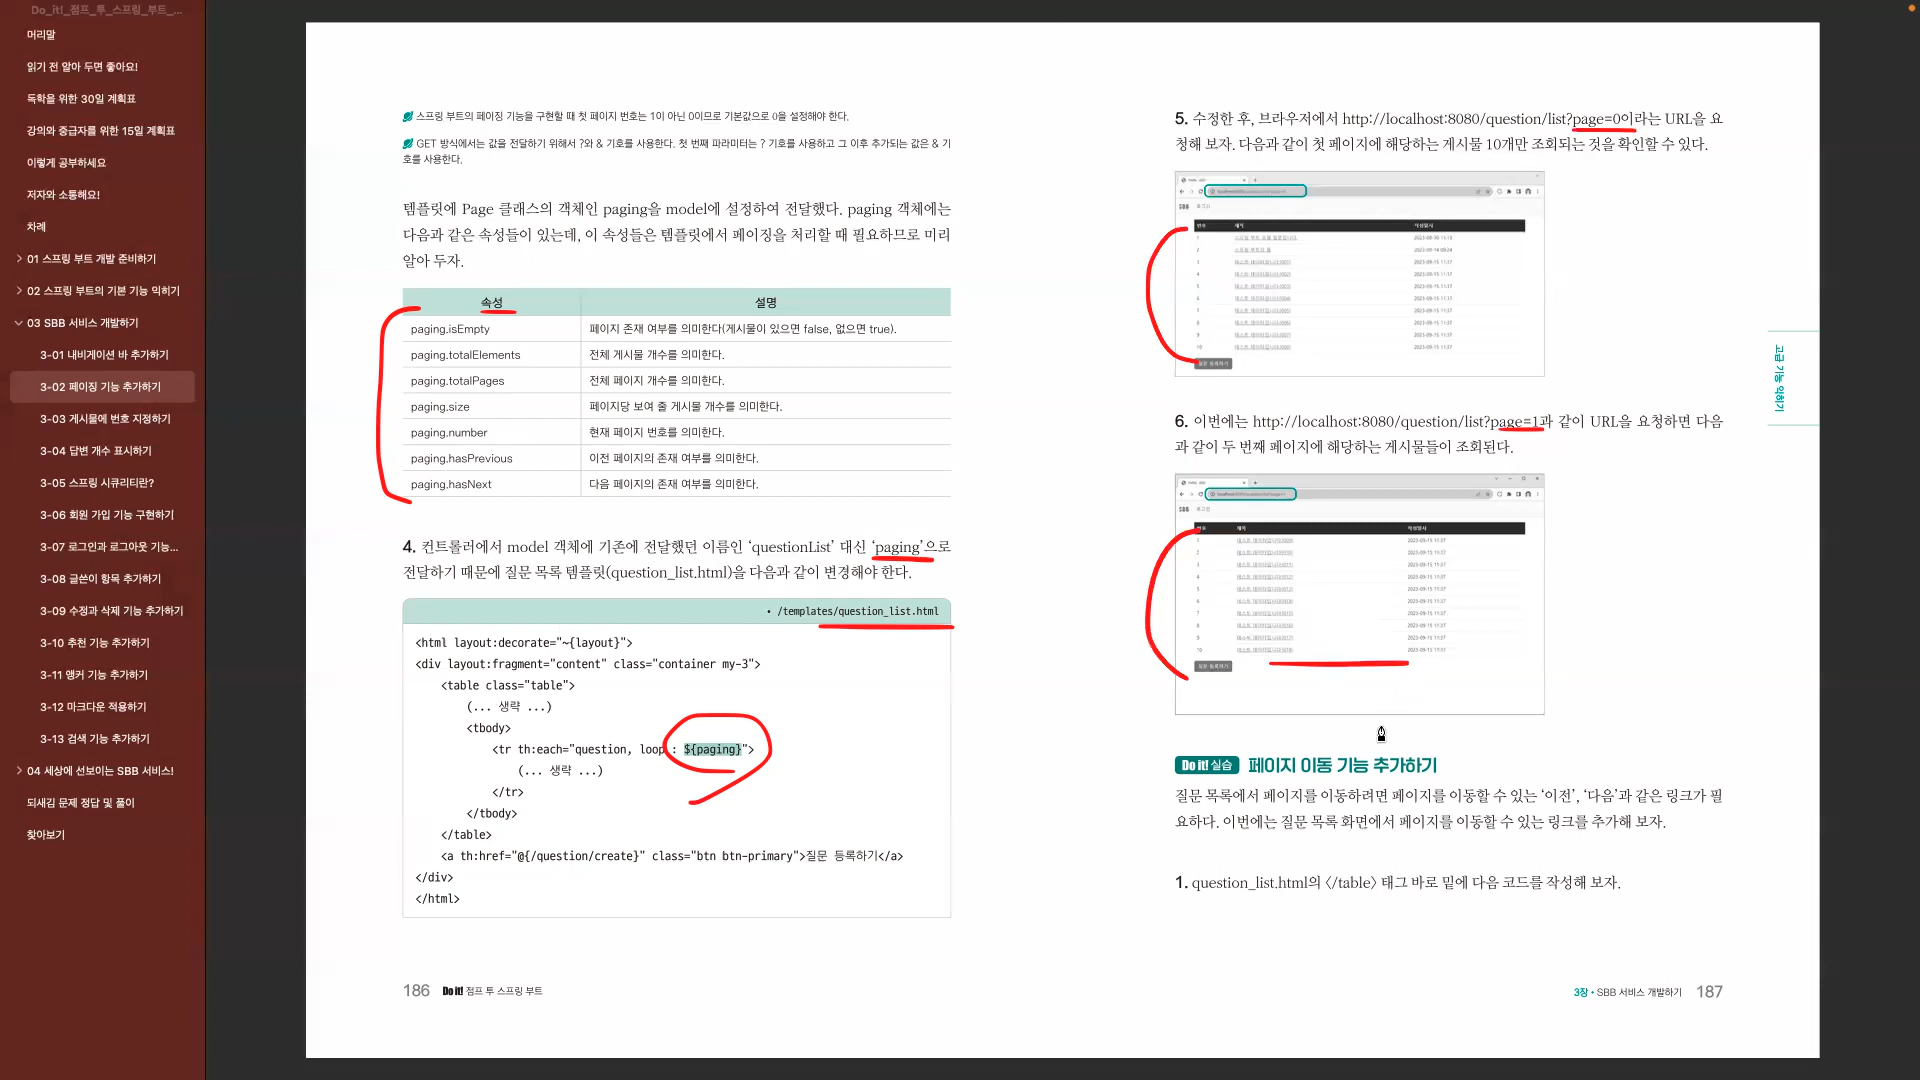 Do_it!_점프_투_스프링_부트_...
머리말
읽기 전 알아 두면 좋아요!
독학을 위한 30일 계획표
강의와 중급자를 위한 15일 계획표
이렇게 공부하세요
저자와 소통해요!
차례
01 스프링 부트 개발 준비하기
02 스프링 부트의 기본 기능 익히기
03 SBB 서비스 개발하기
3-01 내비게이션 바 추가하기
3-02 페이징 기능 추가하기
3-03 게시물에 번호 지정하기
3-04 답변 개수 표시하기
3-05 스프링 시큐리티란?
3-06 회원 가입 기능 구현하기
3-07 로그인과 로그아웃 기능...
3-08 글쓴이 항목 추가하기
3-09 수정과 삭제 기능 추가하기
3-10 추천 기능 추가하기
3-11 앵커 기능 추가하기
3-12 마크다운 적용하기
3-13 검색 기능 추가하기
04 세상에 선보이는 SBB 서비스!
되새김 문제 정답 및 풀이
찾아보기
스프링 부트의 페이징 기능을 구현할 때 첫 페이지 번호는 1이 아닌 0이므로 기본값으로 0을 설정해야 한다.
GET 방식에서는 값을 전달하기 위해서 ?와 & 기호를 사용한다. 첫 번째 파라미터는 ? 기호를 사용하고 그 이후 추가되는 값은 & 기
호를 사용한다.
템플릿에 Page 클래스의 객체인 paging을 model에 설정하여 전달했다. paging 객체에는
다음과 같은 속성들이 있는데, 이 속성들은 템플릿에서 페이징을 처리할 때 필요하므로 미리
알아 두자.
속성 설명
paging.isEmpty 페이지 존재 여부를 의미한다(게시물이 있으면 false, 없으면 true).
paging.totalElements 전체 게시물 개수를 의미한다.
paging.totalPages 전체 페이지 개수를 의미한다.
paging.size 페이지당 보여 줄 게시물 개수를 의미한다.
paging.number 현재 페이지 번호를 의미한다.
paging.hasPrevious 이전 페이지의 존재 여부를 의미한다.
paging.hasNext 다음 페이지의 존재 여부를 의미한다.
4. 컨트롤러에서 model 객체에 기존에 전달했던 이름인 ‘questionList’ 대신 ‘paging’으로
전달하기 때문에 질문 목록 템플릿(question_list.html)을 다음과 같이 변경해야 한다.
• /templates/question_list.html
<html layout:decorate="~{layout}">
<div layout:fragment="content" class="container my-3">
<table class="table">
(... 생략 ...)
<tbody>
<tr th:each="question, loop : ${paging}">
(... 생략 ...)
</tr>
</tbody>
</table>
<a th:href="@{/question/create}" class="btn btn-primary">질문 등록하기</a>
</div>
</html>
186 Do it! 점프 투 스프링 부트
5. 수정한 후, 브라우저에서 http://localhost:8080/question/list?page=0이라는 URL을 요
청해 보자. 다음과 같이 첫 페이지에 해당하는 게시물 10개만 조회되는 것을 확인할 수 있다.
SBB
번호 제목 작성일시
질문 등록하기
6. 이번에는 http://localhost:8080/question/list?page=1과 같이 URL을 요청하면 다음
과 같이 두 번째 페이지에 해당하는 게시물들이 조회된다.
SBB
제목 작성일시
질문 등록하기
Do it! 실습 페이지 이동 기능 추가하기
질문 목록에서 페이지를 이동하려면 페이지를 이동할 수 있는 ‘이전’, ‘다음’과 같은 링크가 필
요하다. 이번에는 질문 목록 화면에서 페이지를 이동할 수 있는 링크를 추가해 보자.
1. question_list.html의 〈/table〉 태그 바로 밑에 다음 코드를 작성해 보자.
고급 기능 익히기
3장 • SBB 서비스 개발하기 187